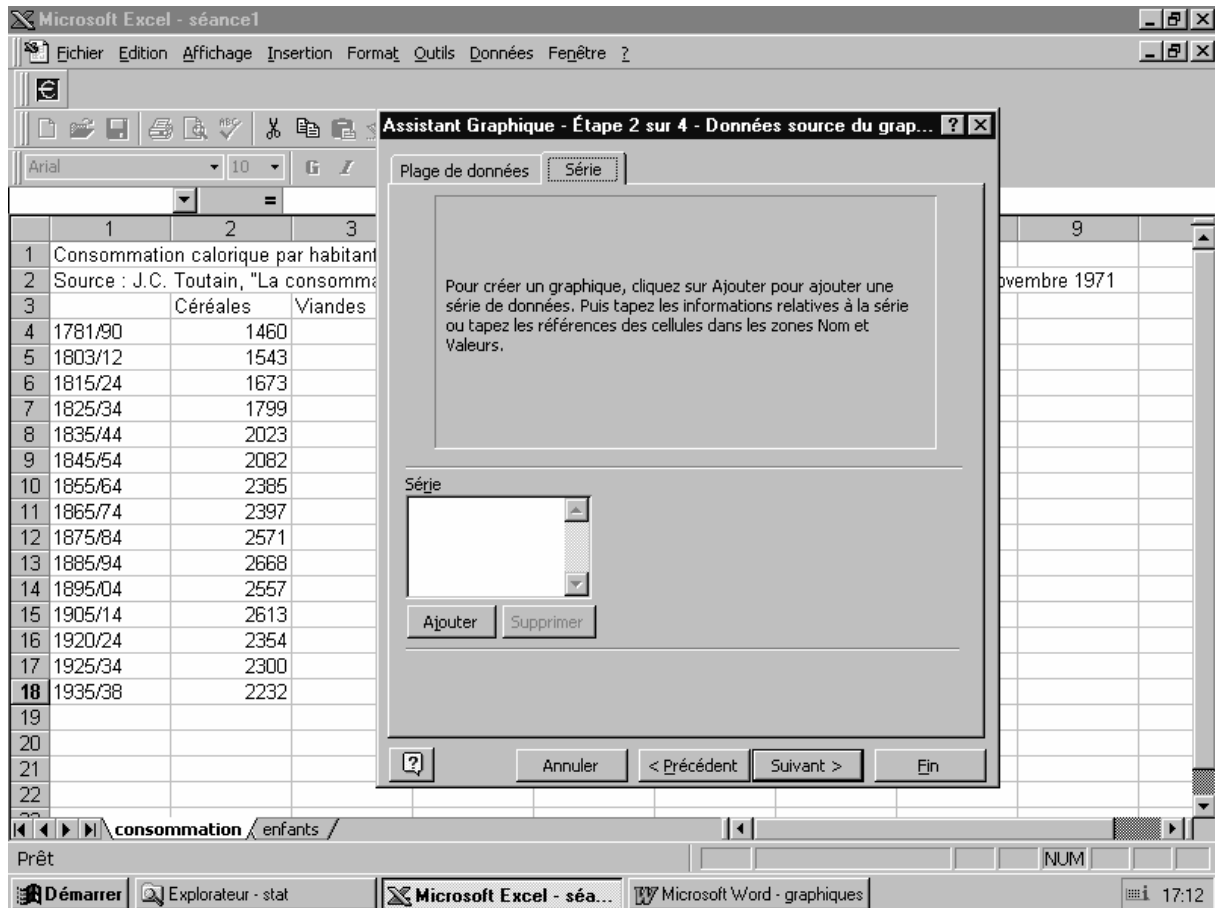 Microsoft Excel - séance1
Fichier Edition Affichage Insertion Format Outils Données Fenêtre ?
Arial 10 G I
=
Assistant Graphique - Étape 2 sur 4 - Données source du grap...
Plage de données Série
Pour créer un graphique, cliquez sur Ajouter pour ajouter une
série de données. Puis tapez les informations relatives à la série
ou tapez les références des cellules dans les zones Nom et
Valeurs.
Série
Ajouter Supprimer
Annuler < Précédent Suivant > Fin
1 2 3 9
1 Consommation calorique par habitant
2 Source : J.C. Toutain, "La consomma ovembre 1971
3 Céréales Viandes
4 1781/90 1460
5 1803/12 1543
6 1815/24 1673
7 1825/34 1799
8 1835/44 2023
9 1845/54 2082
10 1855/64 2385
11 1865/74 2397
12 1875/84 2571
13 1885/94 2668
14 1895/04 2557
15 1905/14 2613
16 1920/24 2354
17 1925/34 2300
18 1935/38 2232
19
20
21
22
consommation enfants
Prêt NUM
Démarrer Explorateur - stat Microsoft Excel - séa... Microsoft Word - graphiques 17:12